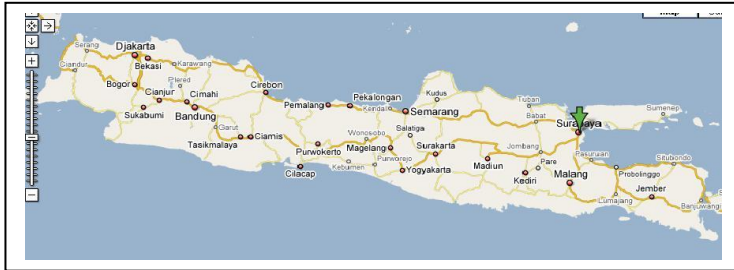 Serang
Djakarta
Bekasi
Karawang
Cianjur
Bogor
Plered
Cianjur
Cimahi
Sukabumi
Bandung
Garut
Tasikmalaya
Ciamis
Cirebon
Pemalang
Pekalongan
Kendal
Semarang
Kudus
Salatiga
Wonosobo
Purwokerto
Magelang
Cilacap
Kebumen
Purworejo
Yogyakarta
Surakarta
Madiun
Tuban
Babat
Surabaya
Sumenep
Jombang
Pare
Kediri
Malang
Pasuruan
Probolinggo
Situbondo
Lumajang
Jember
Banjuwangi